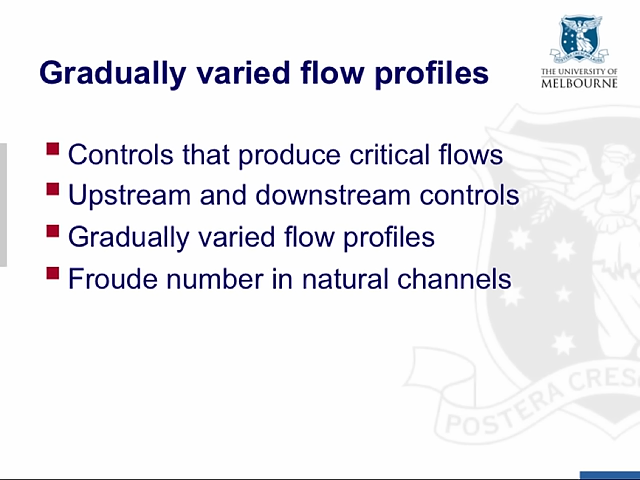 Gradually varied flow profiles
THE UNIVERSITY OF
MELBOURNE
Controls that produce critical flows
Upstream and downstream controls
Gradually varied flow profiles
Froude number in natural channels
POSTERA CRESC